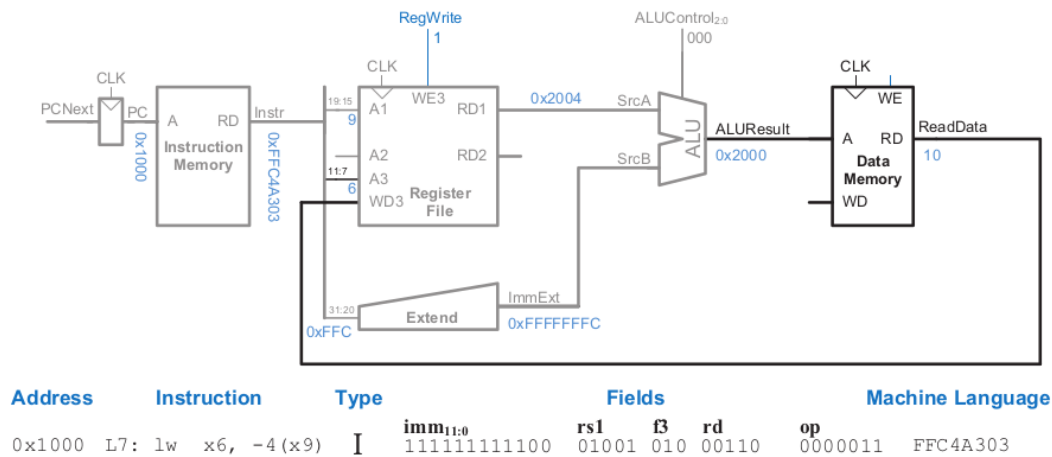 RegWrite
1
ALUControl2:0
000
CLK
PCNext
PC
0x1000
A
RD
Instruction
Memory
Instr
0xFFC4A303
CLK
WE3
19:15
9
A1
RD1
A2
RD2
11:7
6
A3
WD3
Register
File
0x2004
SrcA
SrcB
ALU
ALUResult
0x2000
CLK
WE
A
RD
Data
Memory
WD
ReadData
10
31:20
0xFFC
Extend
ImmExt
0xFFFFFFFC
Address Instruction Type Fields Machine Language
imm11:0 rs1 f3 rd op
0x1000 L7: lw x6, -4(x9) I 111111111100 01001 010 00110 0000011 FFC4A303